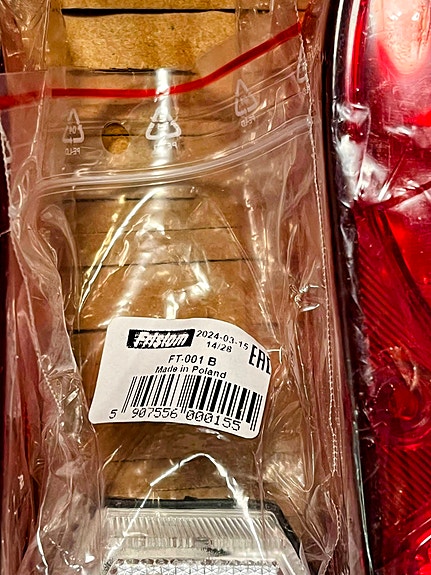 Fristom
2024-03-15
14/28
EAC
FT-001 B
Made in Poland
5 907556 000155